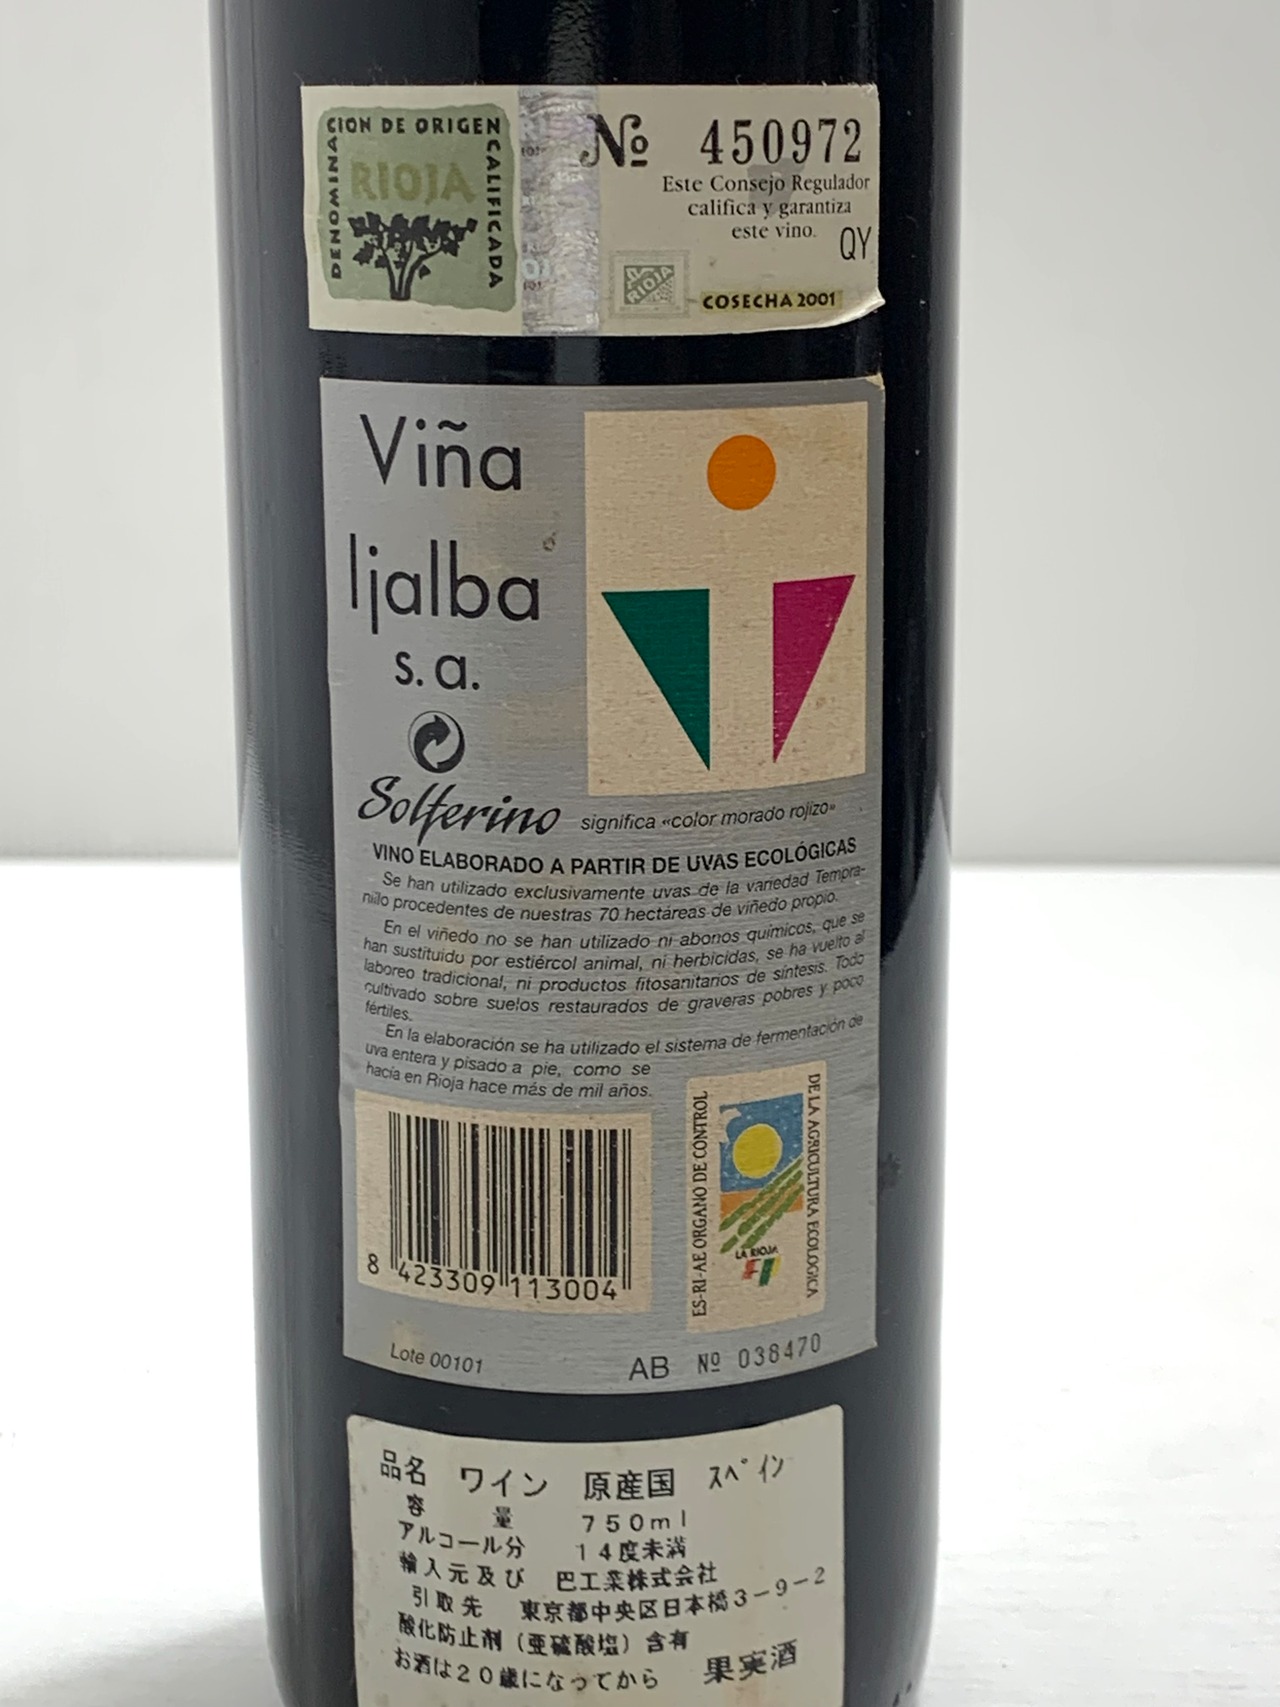 DENOMINACION DE ORIGEN CALIFICADA
RIOJA
Nº 450972
Este Consejo Regulador
califica y garantiza
este vino.
QY
RIOJA
COSECHA 2001
Viña
Ijalba
s.a.
Solferino significa «color morado rojizo»
VINO ELABORADO A PARTIR DE UVAS ECOLÓGICAS
Se han utilizado exclusivamente uvas de la variedad Tempra-
nillo procedentes de nuestras 70 hectáreas de viñedo propio.
En el viñedo no se han utilizado ni abonos químicos, que se
han sustituido por estiércol animal, ni herbicidas, se ha vuelto al
laboreo tradicional, ni productos fitosanitarios de síntesis. Todo
cultivado sobre suelos restaurados de graveras pobres y poco
fértiles.
En la elaboración se ha utilizado el sistema de fermentación de
uva entera y pisado a pie, como se
hacía en Rioja hace más de mil años.
ES-RI-AE ORGANO DE CONTROL
DE LA AGRICULTURA ECOLOGICA
LA RIOJA
8 423309 113004
Lote 00101
AB Nº 038470
品名 ワイン 原産国 スペイン
容 量 750ml
アルコール分 14度未満
輸入元及び 巴工業株式会社
引取先 東京都中央区日本橋3-9-2
酸化防止剤(亜硫酸塩)含有
お酒は20歳になってから 果実酒